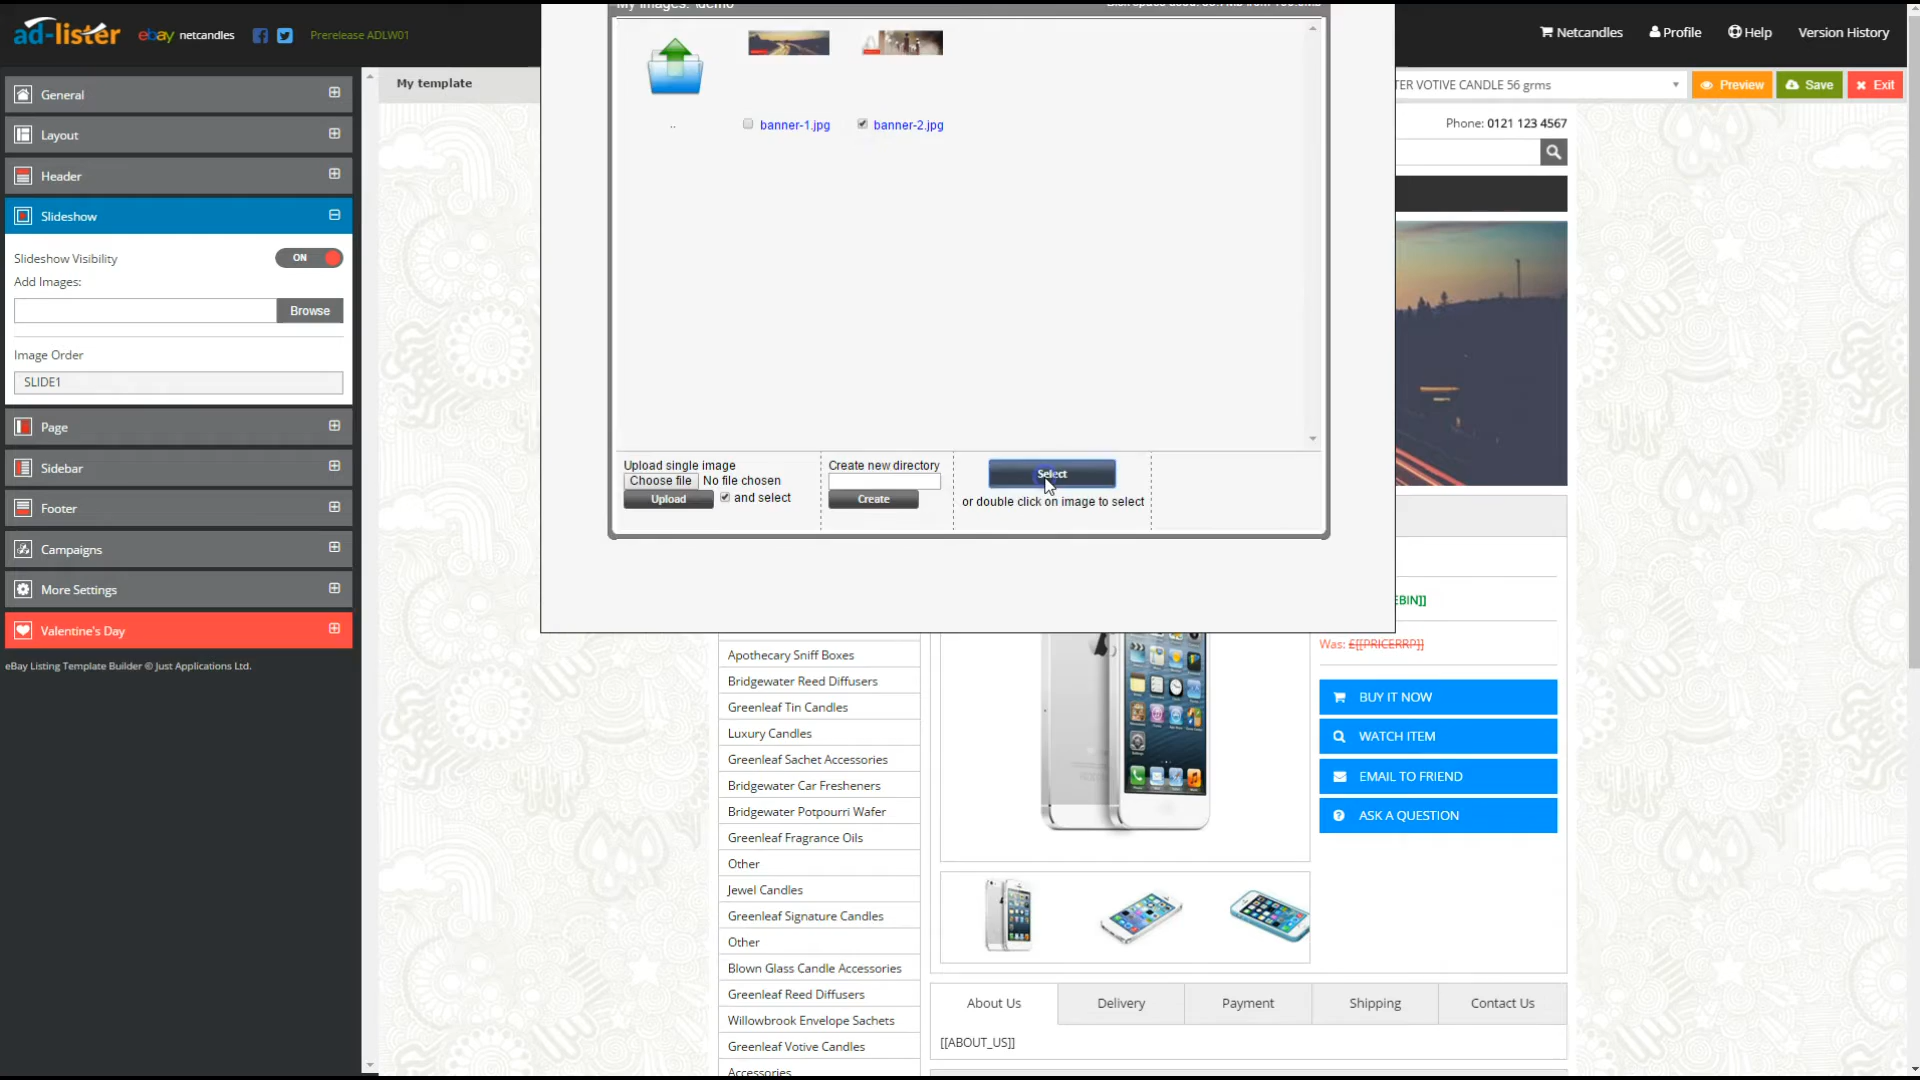 ad-lister
ebay netcandles
Prerelease ADLW01
Netcandles
Profile
Help
Version History
My template
TER VOTIVE CANDLE 56 grms
Preview
Save
Exit
General
Layout
Header
Slideshow
Slideshow Visibility
ON
Add Images:
Browse
Image Order
SLIDE1
Page
Sidebar
Footer
Campaigns
More Settings
Valentine's Day
eBay Listing Template Builder © Just Applications Ltd.
My images: \demo
..
banner-1.jpg
banner-2.jpg
Upload single image
Choose file No file chosen
Upload
and select
Create new directory
Create
Select
or double click on image to select
Phone: 0121 123 4567
EBIN]]
Was: £[[PRICERRP]]
BUY IT NOW
WATCH ITEM
EMAIL TO FRIEND
ASK A QUESTION
Apothecary Sniff Boxes
Bridgewater Reed Diffusers
Greenleaf Tin Candles
Luxury Candles
Greenleaf Sachet Accessories
Bridgewater Car Fresheners
Bridgewater Potpourri Wafer
Greenleaf Fragrance Oils
Other
Jewel Candles
Greenleaf Signature Candles
Other
Blown Glass Candle Accessories
Greenleaf Reed Diffusers
Willowbrook Envelope Sachets
Greenleaf Votive Candles
Accessories
About Us
Delivery
Payment
Shipping
Contact Us
[[ABOUT_US]]